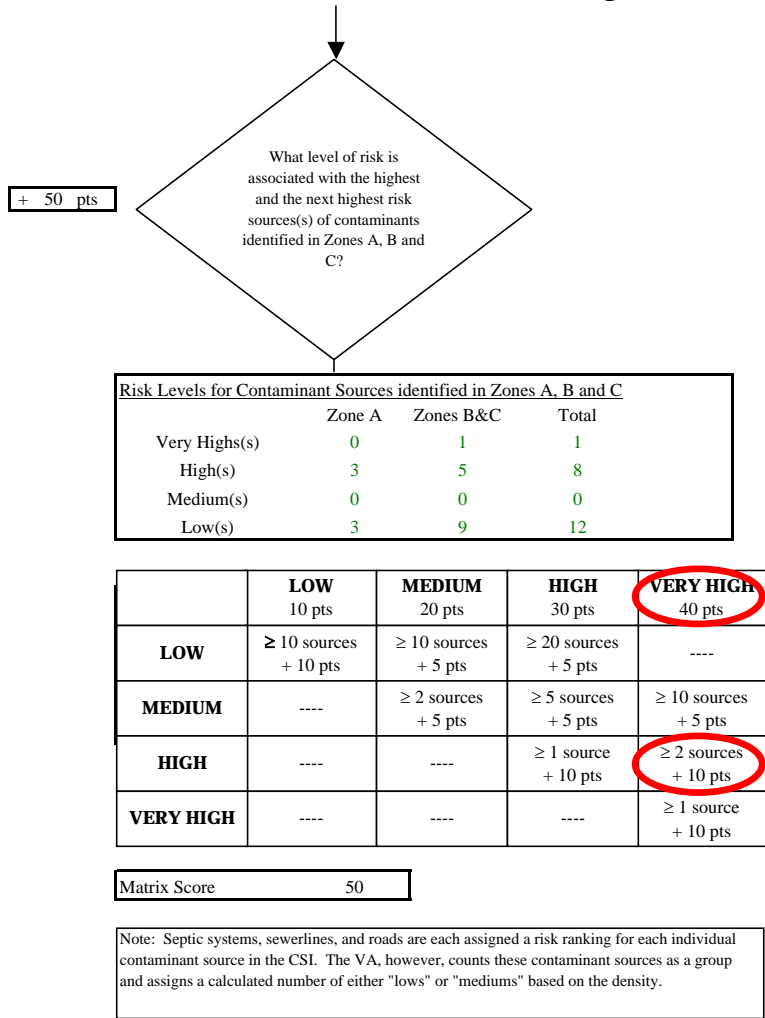 What level of risk is
associated with the highest
and the next highest risk
sources(s) of contaminants
identified in Zones A, B and
C?
+ 50 pts
Risk Levels for Contaminant Sources identified in Zones A, B and C
Zone A Zones B&C Total
Very Highs(s) 0 1 1
High(s) 3 5 8
Medium(s) 0 0 0
Low(s) 3 9 12
LOW MEDIUM HIGH VERY HIGH
10 pts 20 pts 30 pts 40 pts
LOW ≥ 10 sources ≥ 10 sources ≥ 20 sources ----
+ 10 pts + 5 pts + 5 pts
MEDIUM ---- ≥ 2 sources ≥ 5 sources ≥ 10 sources
+ 5 pts + 5 pts + 5 pts
HIGH ---- ---- ≥ 1 source ≥ 2 sources
+ 10 pts + 10 pts
VERY HIGH ---- ---- ---- ≥ 1 source
+ 10 pts
Matrix Score 50
Note: Septic systems, sewerlines, and roads are each assigned a risk ranking for each individual
contaminant source in the CSI. The VA, however, counts these contaminant sources as a group
and assigns a calculated number of either "lows" or "mediums" based on the density.